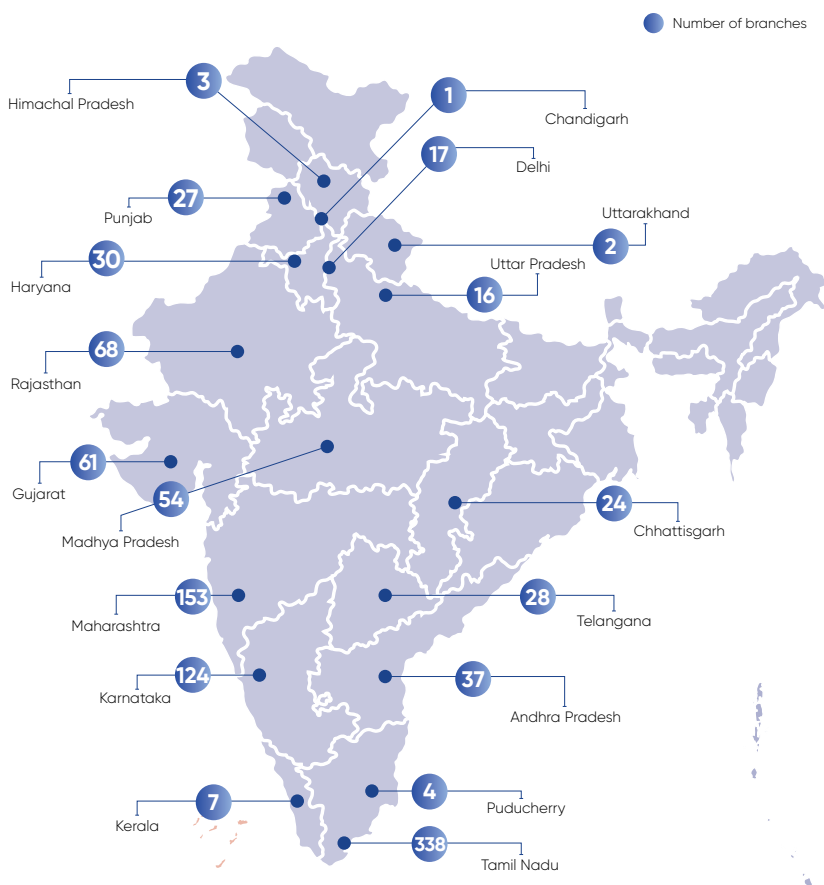 Number of branches
3
Himachal Pradesh
1
Chandigarh
17
Delhi
27
Punjab
2
Uttarakhand
30
Haryana
16
Uttar Pradesh
68
Rajasthan
61
Gujarat
54
Madhya Pradesh
24
Chhattisgarh
153
Maharashtra
28
Telangana
124
Karnataka
37
Andhra Pradesh
7
Kerala
4
Puducherry
338
Tamil Nadu